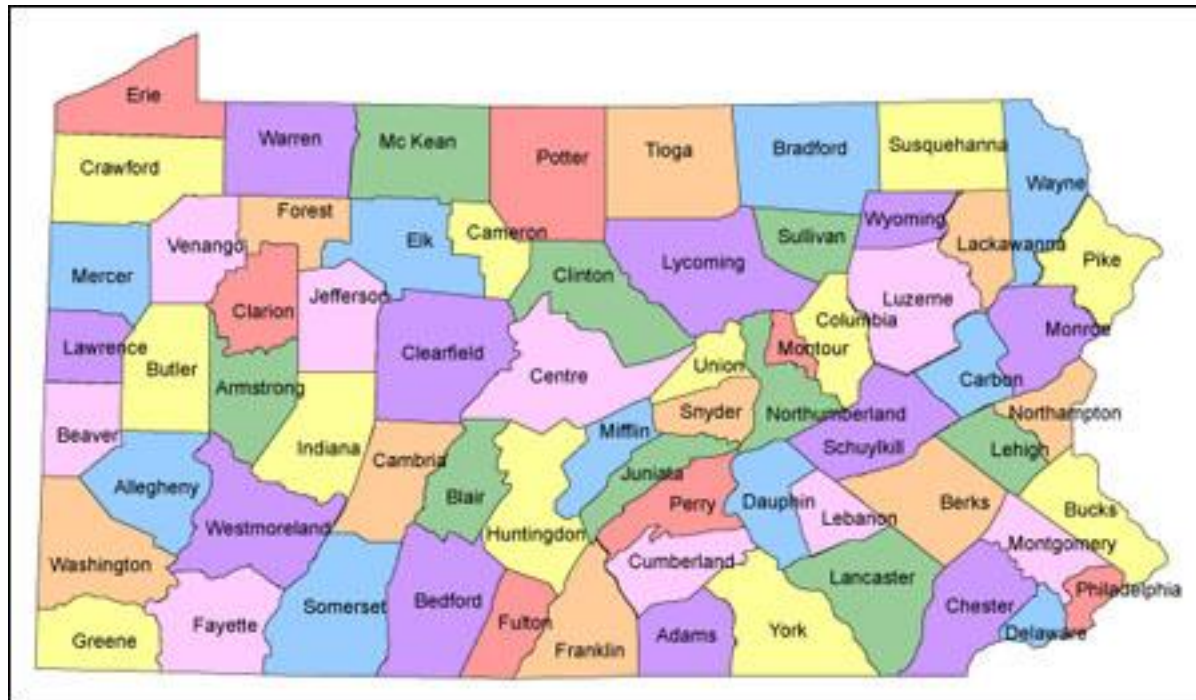 Erie
Warren
Mc Kean
Potter
Tioga
Bradford
Susquehanna
Wayne
Crawford
Forest
Elk
Cameron
Venango
Mercer
Clarion
Jefferson
Clinton
Lycoming
Sullivan
Wyoming
Lackawanna
Pike
Luzerne
Columbia
Montour
Monroe
Lawrence
Butler
Armstrong
Clearfield
Centre
Union
Carbon
Snyder
Northumberland
Northampton
Schuylkill
Lehigh
Beaver
Indiana
Cambria
Mifflin
Juniata
Blair
Allegheny
Westmoreland
Huntingdon
Perry
Dauphin
Lebanon
Berks
Bucks
Montgomery
Washington
Cumberland
Lancaster
Philadelphia
Greene
Fayette
Somerset
Bedford
Fulton
Franklin
Adams
York
Chester
Delaware